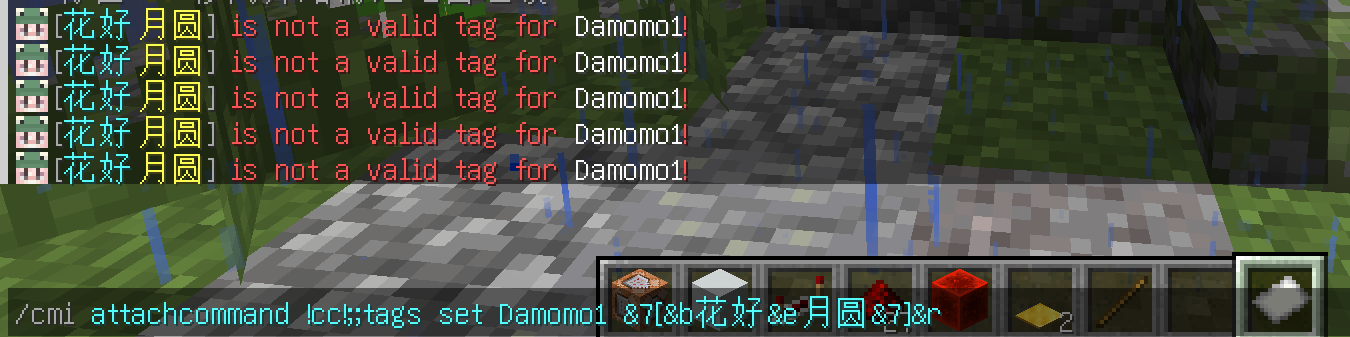 [花好月圆] is not a valid tag for Damomo1!
[花好月圆] is not a valid tag for Damomo1!
[花好月圆] is not a valid tag for Damomo1!
[花好月圆] is not a valid tag for Damomo1!
[花好月圆] is not a valid tag for Damomo1!
/cmi attachcommand !cc!;;tags set Damomo1 &7[&b花好&e月圆&7]&r
2